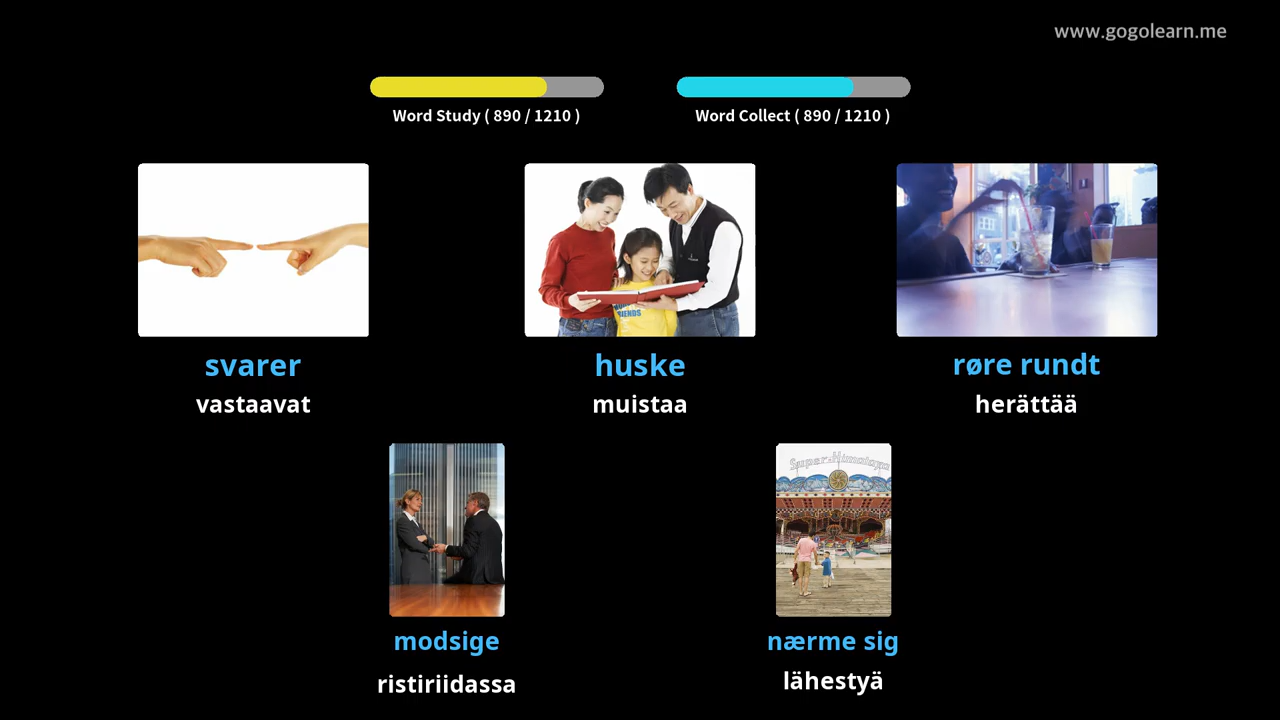 www.gogolearn.me
Word Study ( 890 / 1210 )
Word Collect ( 890 / 1210 )
svarer
vastaavat
huske
muistaa
røre rundt
herättää
modsige
ristiriidassa
nærme sig
lähestyä